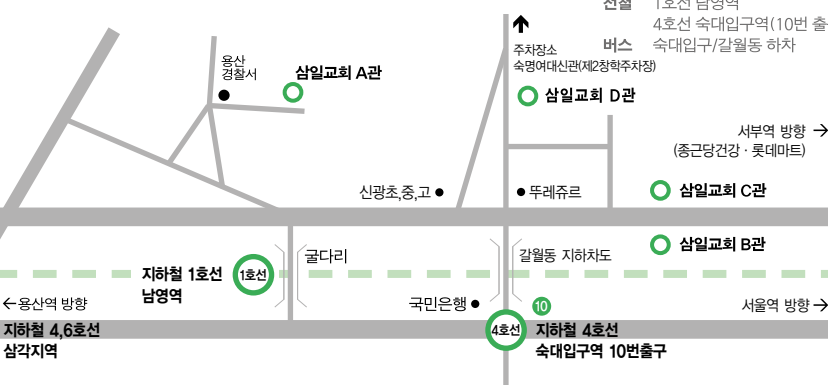 전철 1호선 남영역
4호선 숙대입구역(10번 출
버스 숙대입구/갈월동 하차
주차장소
숙명여대신관(제2창학주차장)
용산
경찰서
삼일교회 A관
삼일교회 D관
서부역 방향
(종근당건강 · 롯데마트)
신광초,중,고
뚜레쥬르
삼일교회 C관
삼일교회 B관
굴다리
갈월동 지하차도
지하철 1호선
남영역
1호선
용산역 방향
국민은행
10
서울역 방향
지하철 4,6호선
삼각지역
4호선
지하철 4호선
숙대입구역 10번출구